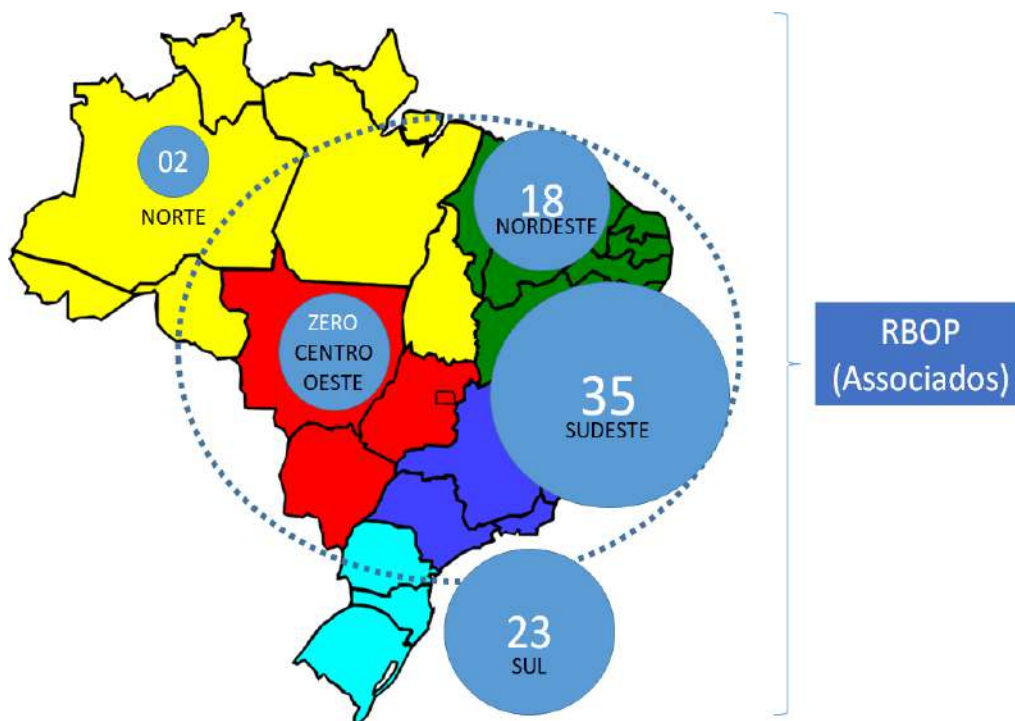 02
NORTE
18
NORDESTE
ZERO
CENTRO
OESTE
35
SUDESTE
23
SUL
RBOP
(Associados)